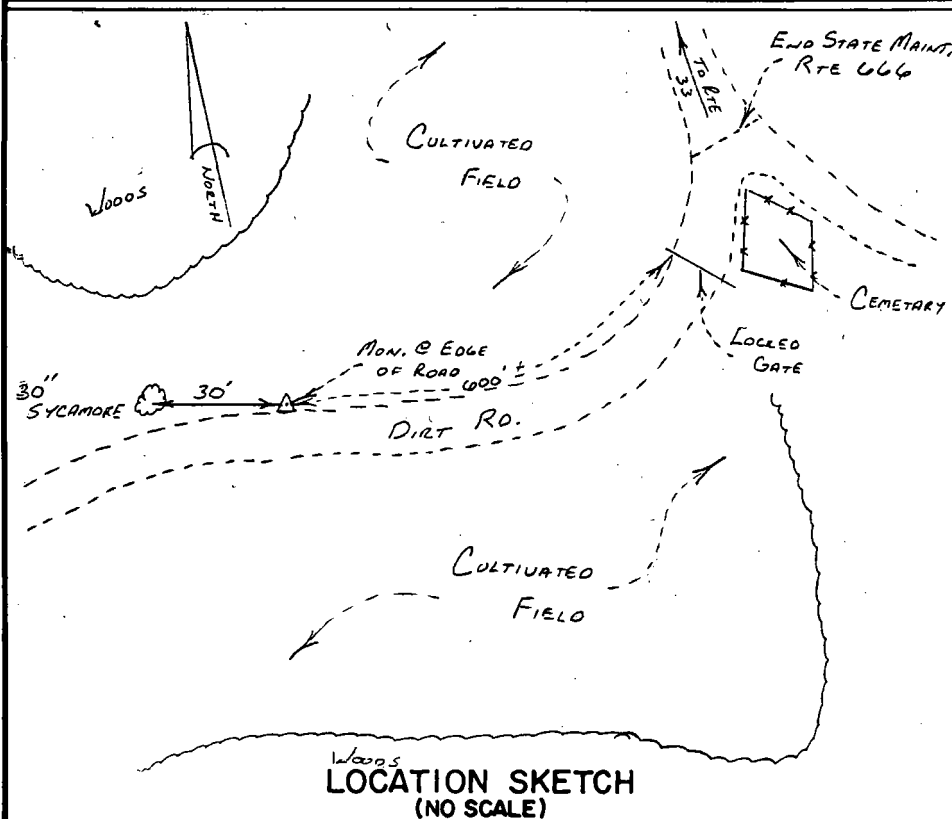 END STATE MAINT.
RTE 666
TO RTE
33
CULTIVATED
FIELD
WOODS
NORTH
CEMETARY
LOCKED
GATE
MON. @ EDGE
OF ROAD
600' ±
30"
SYCAMORE
30'
DIRT RD.
CULTIVATED
FIELD
WOODS
LOCATION SKETCH
(NO SCALE)